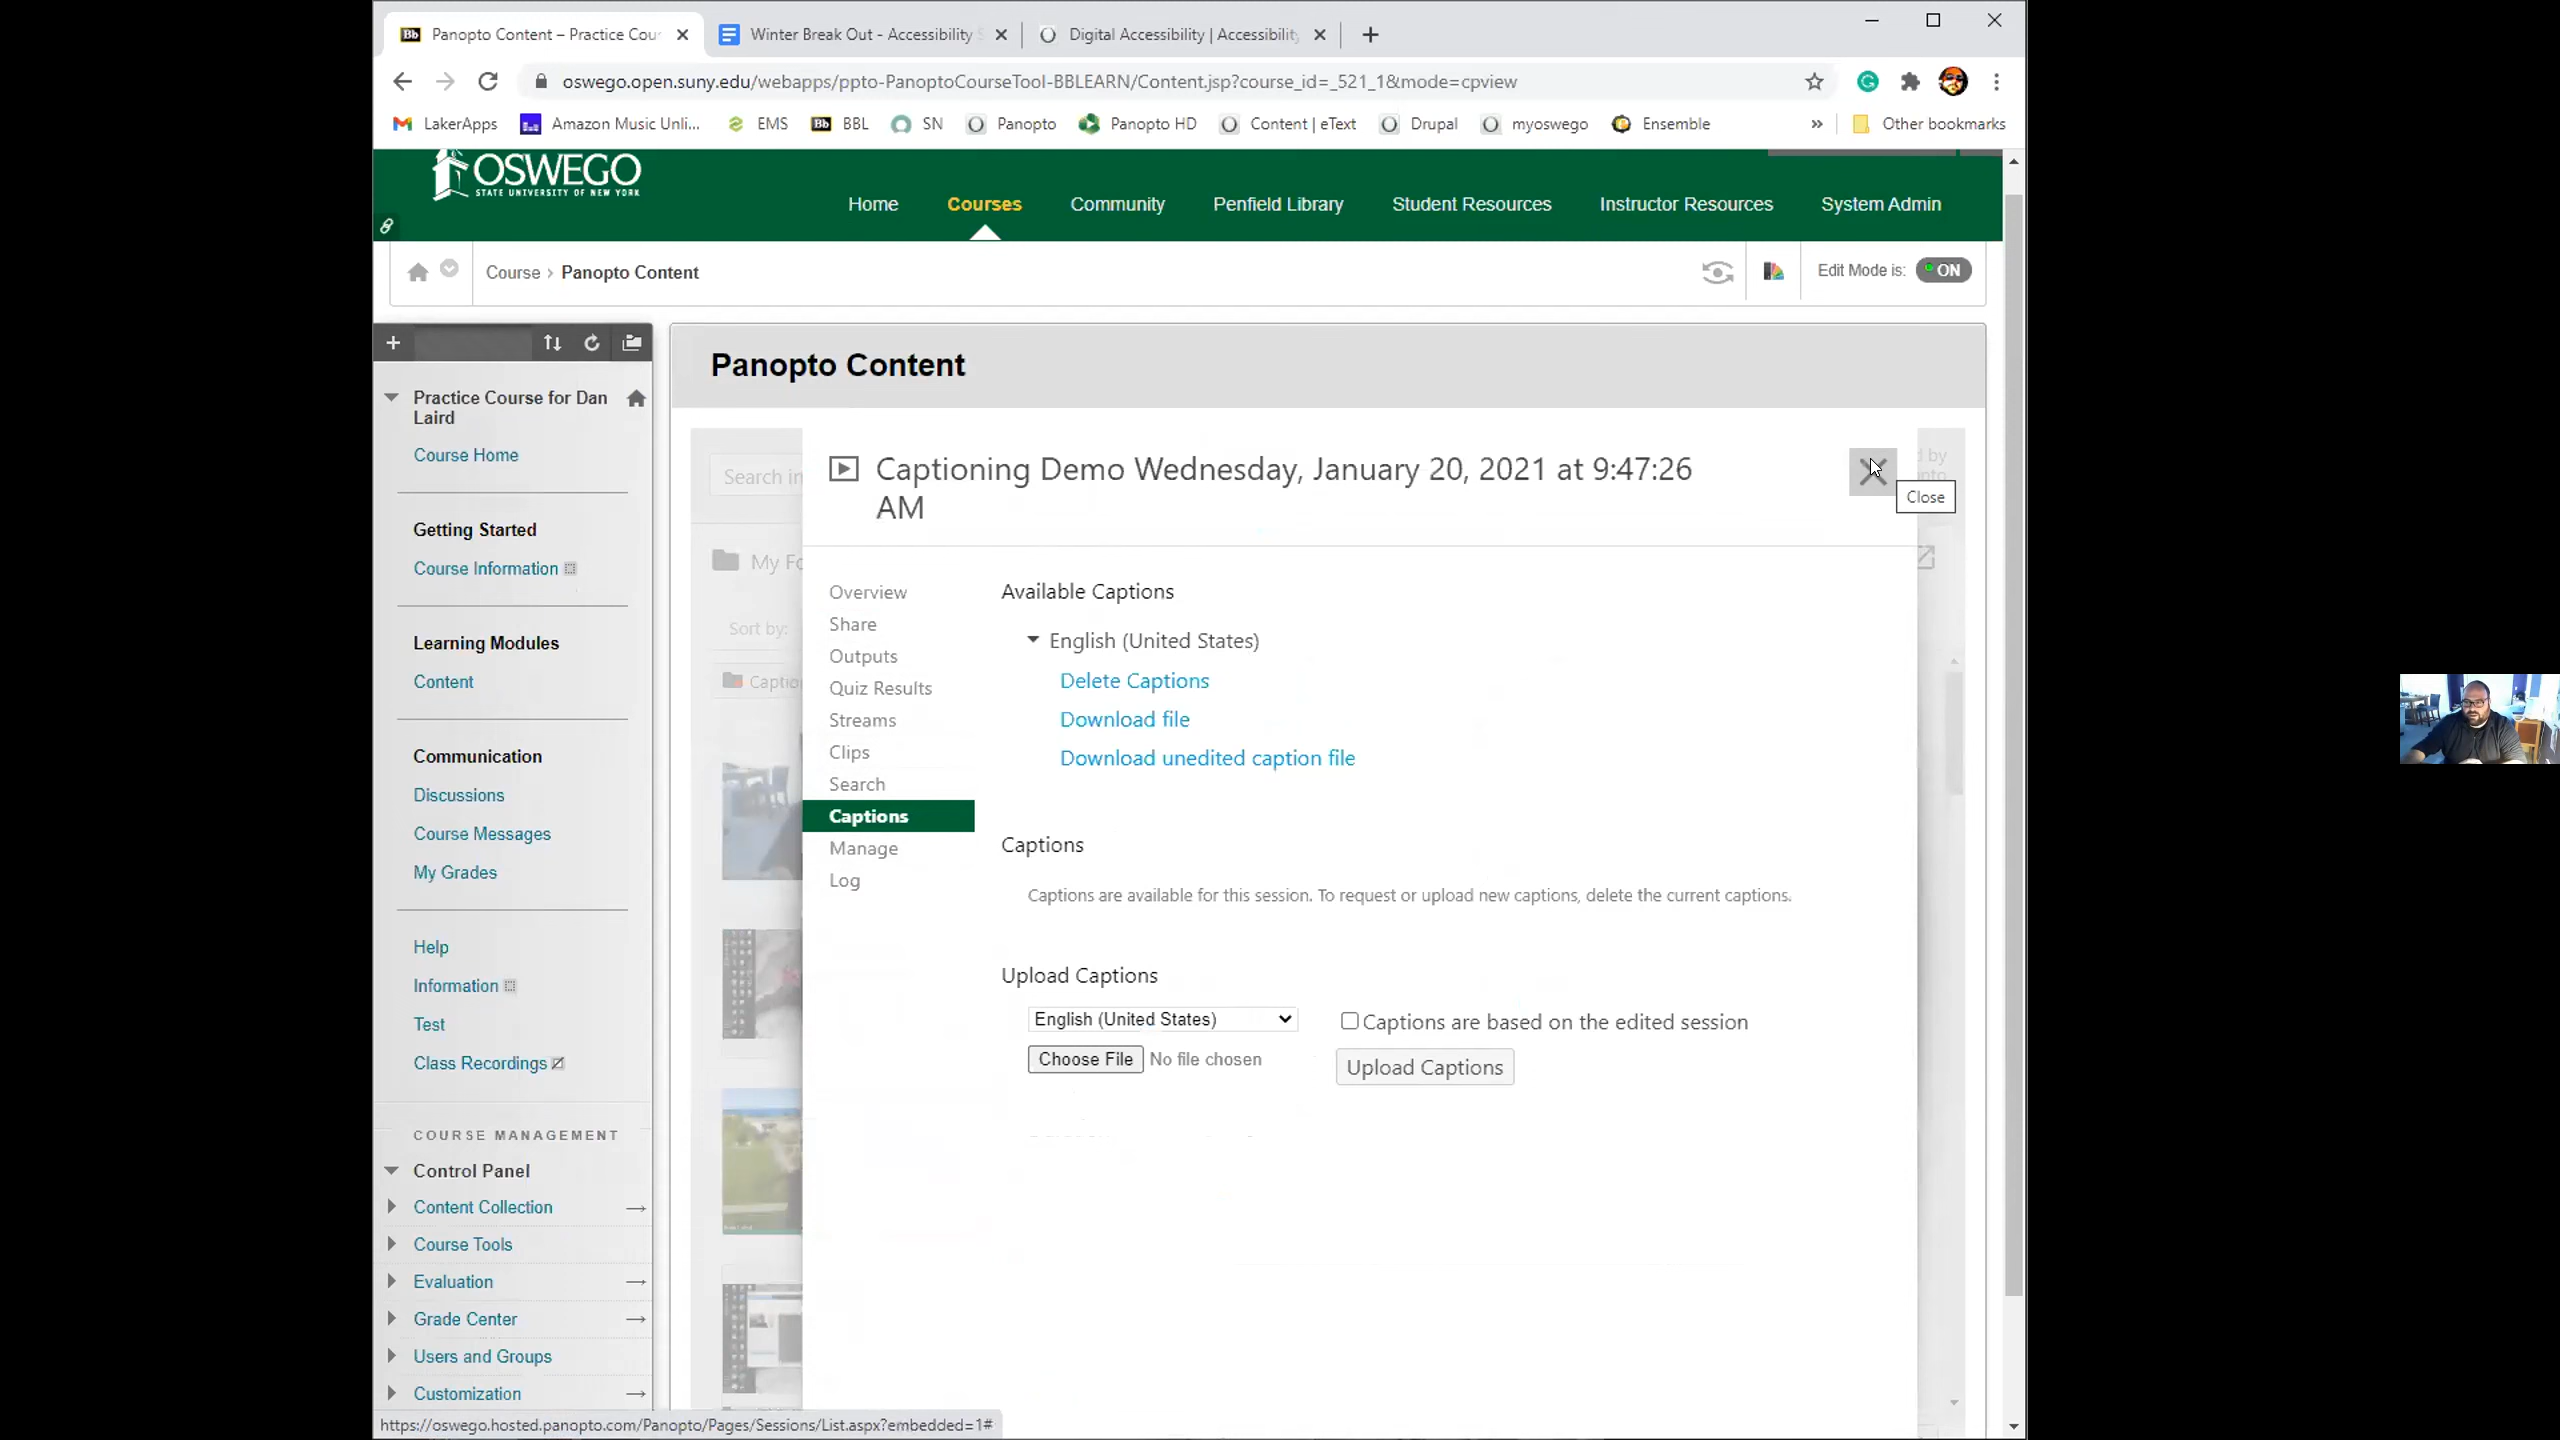 Panopto Content – Practice Cou
Winter Break Out - Accessibility S
Digital Accessibility | Accessibility
oswego.open.suny.edu/webapps/ppto-PanoptoCourseTool-BBLEARN/Content.jsp?course_id=_521_1&mode=cpview
LakerApps
Amazon Music Unli...
EMS
BBL
SN
Panopto
Panopto HD
Content | eText
Drupal
myoswego
Ensemble
Other bookmarks
OSWEGO
STATE UNIVERSITY OF NEW YORK
Home
Courses
Community
Penfield Library
Student Resources
Instructor Resources
System Admin
Course › Panopto Content
Edit Mode is: ON
Practice Course for Dan
Laird
Course Home
Getting Started
Course Information
Learning Modules
Content
Communication
Discussions
Course Messages
My Grades
Help
Information
Test
Class Recordings
COURSE MANAGEMENT
Control Panel
Content Collection
Course Tools
Evaluation
Grade Center
Users and Groups
Customization
Panopto Content
Search in
My Fo
Sort by:
Captio
Captioning Demo Wednesday, January 20, 2021 at 9:47:26
AM
Close
Overview
Share
Outputs
Quiz Results
Streams
Clips
Search
Captions
Manage
Log
Available Captions
English (United States)
Delete Captions
Download file
Download unedited caption file
Captions
Captions are available for this session. To request or upload new captions, delete the current captions.
Upload Captions
English (United States)
Captions are based on the edited session
Choose File No file chosen
Upload Captions
https://oswego.hosted.panopto.com/Panopto/Pages/Sessions/List.aspx?embedded=1#